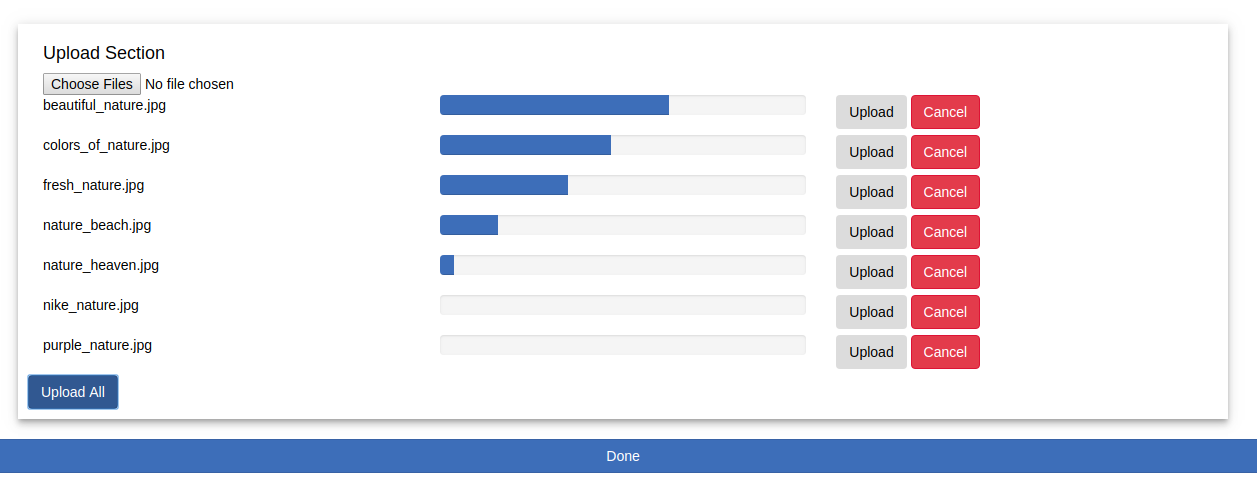 Upload Section
Choose Files No file chosen
beautiful_nature.jpg Upload Cancel
colors_of_nature.jpg Upload Cancel
fresh_nature.jpg Upload Cancel
nature_beach.jpg Upload Cancel
nature_heaven.jpg Upload Cancel
nike_nature.jpg Upload Cancel
purple_nature.jpg Upload Cancel
Upload All
Done